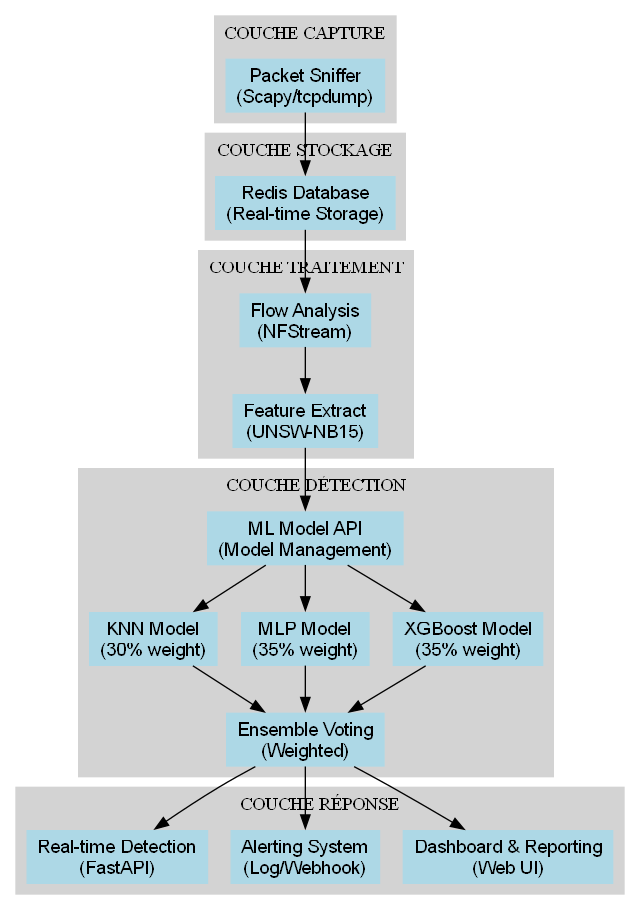 COUCHE CAPTURE
Packet Sniffer
(Scapy/tcpdump)
COUCHE STOCKAGE
Redis Database
(Real-time Storage)
COUCHE TRAITEMENT
Flow Analysis
(NFStream)
Feature Extract
(UNSW-NB15)
COUCHE DÉTECTION
ML Model API
(Model Management)
KNN Model
(30% weight)
MLP Model
(35% weight)
XGBoost Model
(35% weight)
Ensemble Voting
(Weighted)
COUCHE RÉPONSE
Real-time Detection
(FastAPI)
Alerting System
(Log/Webhook)
Dashboard & Reporting
(Web UI)